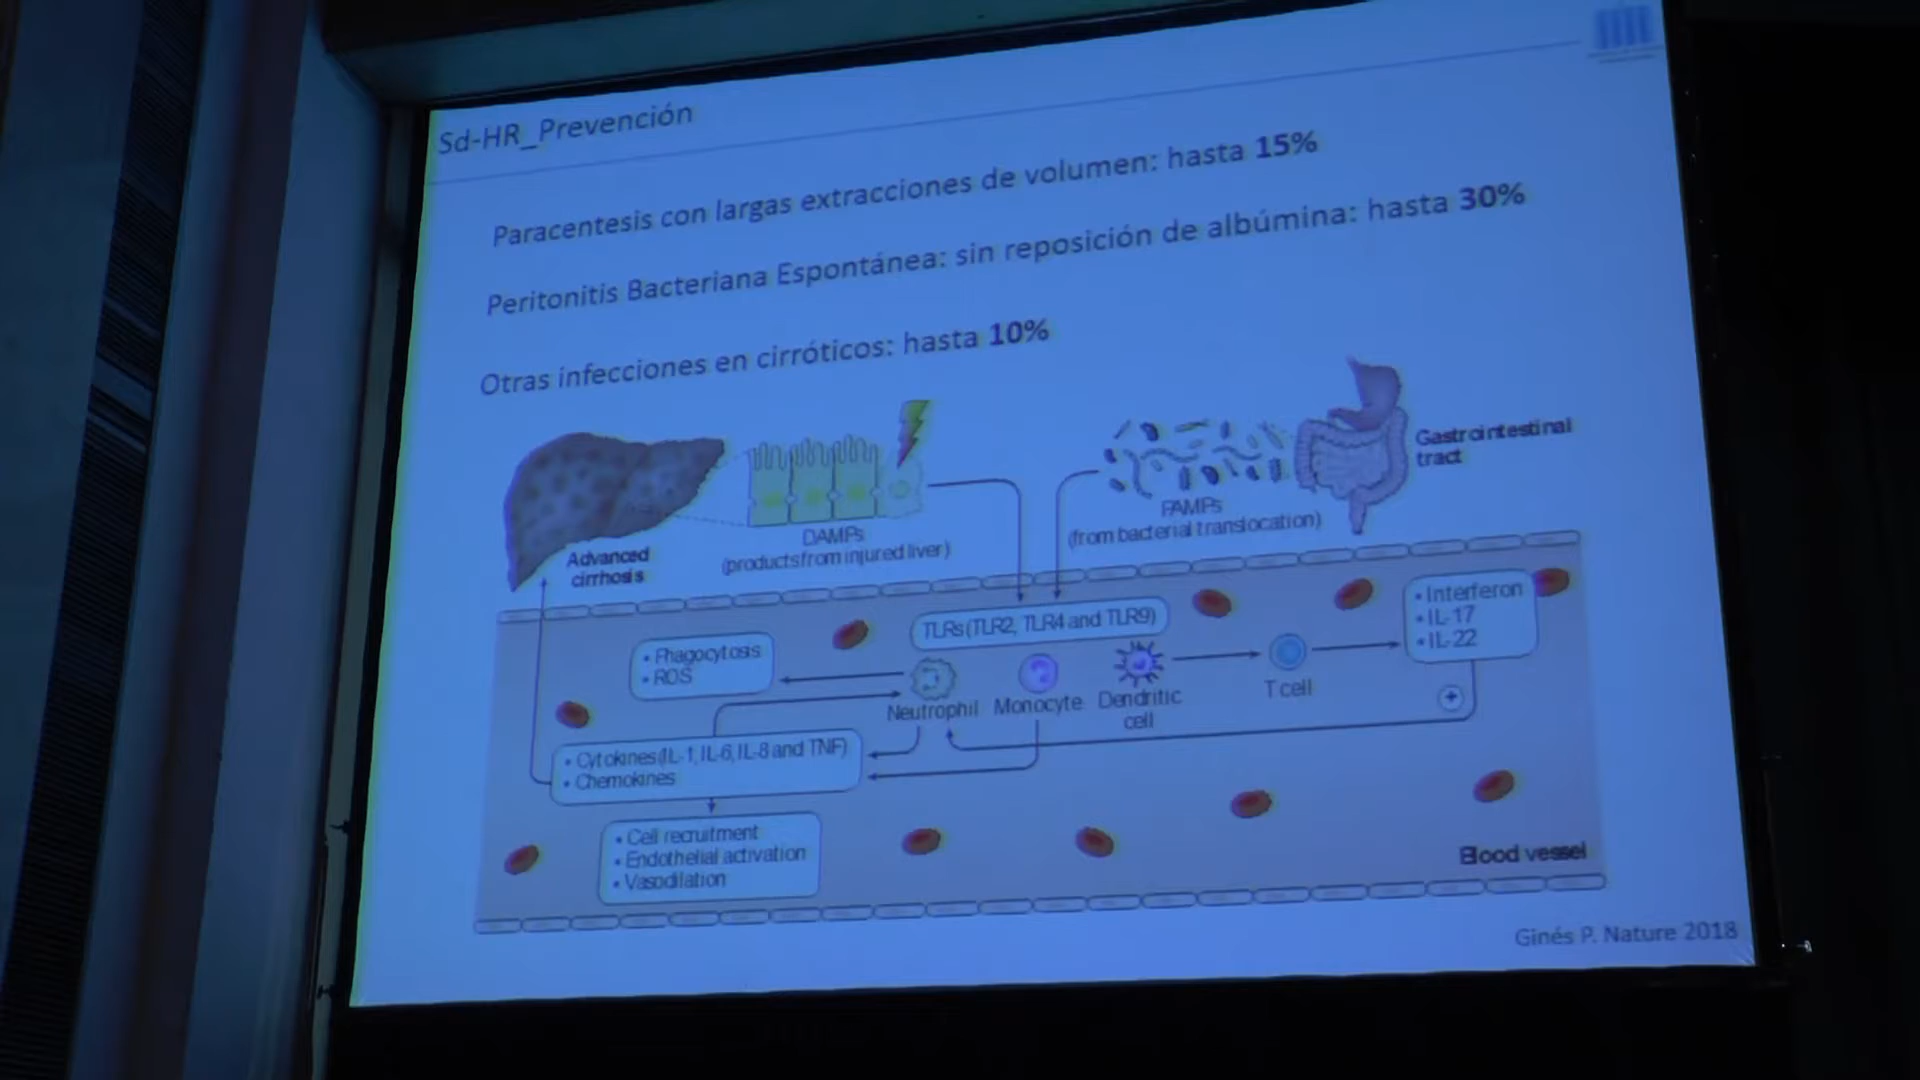 Sd-HR_Prevención
Paracentesis con largas extracciones de volumen: hasta 15%
Peritonitis Bacteriana Espontánea: sin reposición de albúmina: hasta 30%
Otras infecciones en cirróticos: hasta 10%
Gastrointestinal
tract
PAMPs
(from bacterial translocation)
DAMPs
(products from injured liver)
Advanced
cirrhosis
TLRs (TLR2, TLR4 and TLR9)
• Interferon
• IL-17
• IL-22
• Phagocytosis
• ROS
Neutrophil
Monocyte
Dendritic
cell
T cell
+
• Cytokines (IL-1, IL-6, IL-8 and TNF)
• Chemokines
• Cell recruitment
• Endothelial activation
• Vasodilation
Blood vessel
Ginés P. Nature 2018